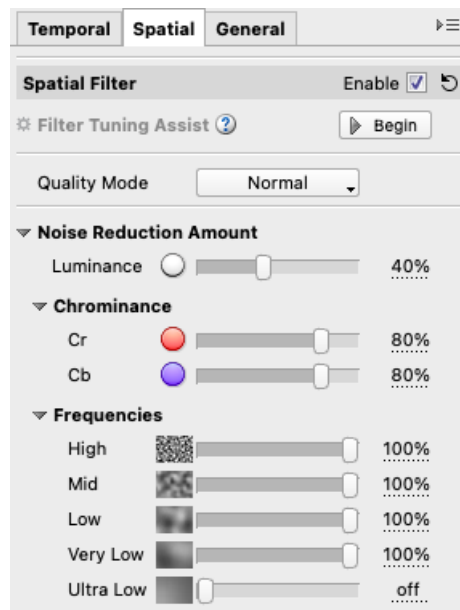 Temporal Spatial General
Spatial Filter Enable
Filter Tuning Assist ? Begin
Quality Mode Normal
Noise Reduction Amount
Luminance 40%
Chrominance
Cr 80%
Cb 80%
Frequencies
High 100%
Mid 100%
Low 100%
Very Low 100%
Ultra Low off